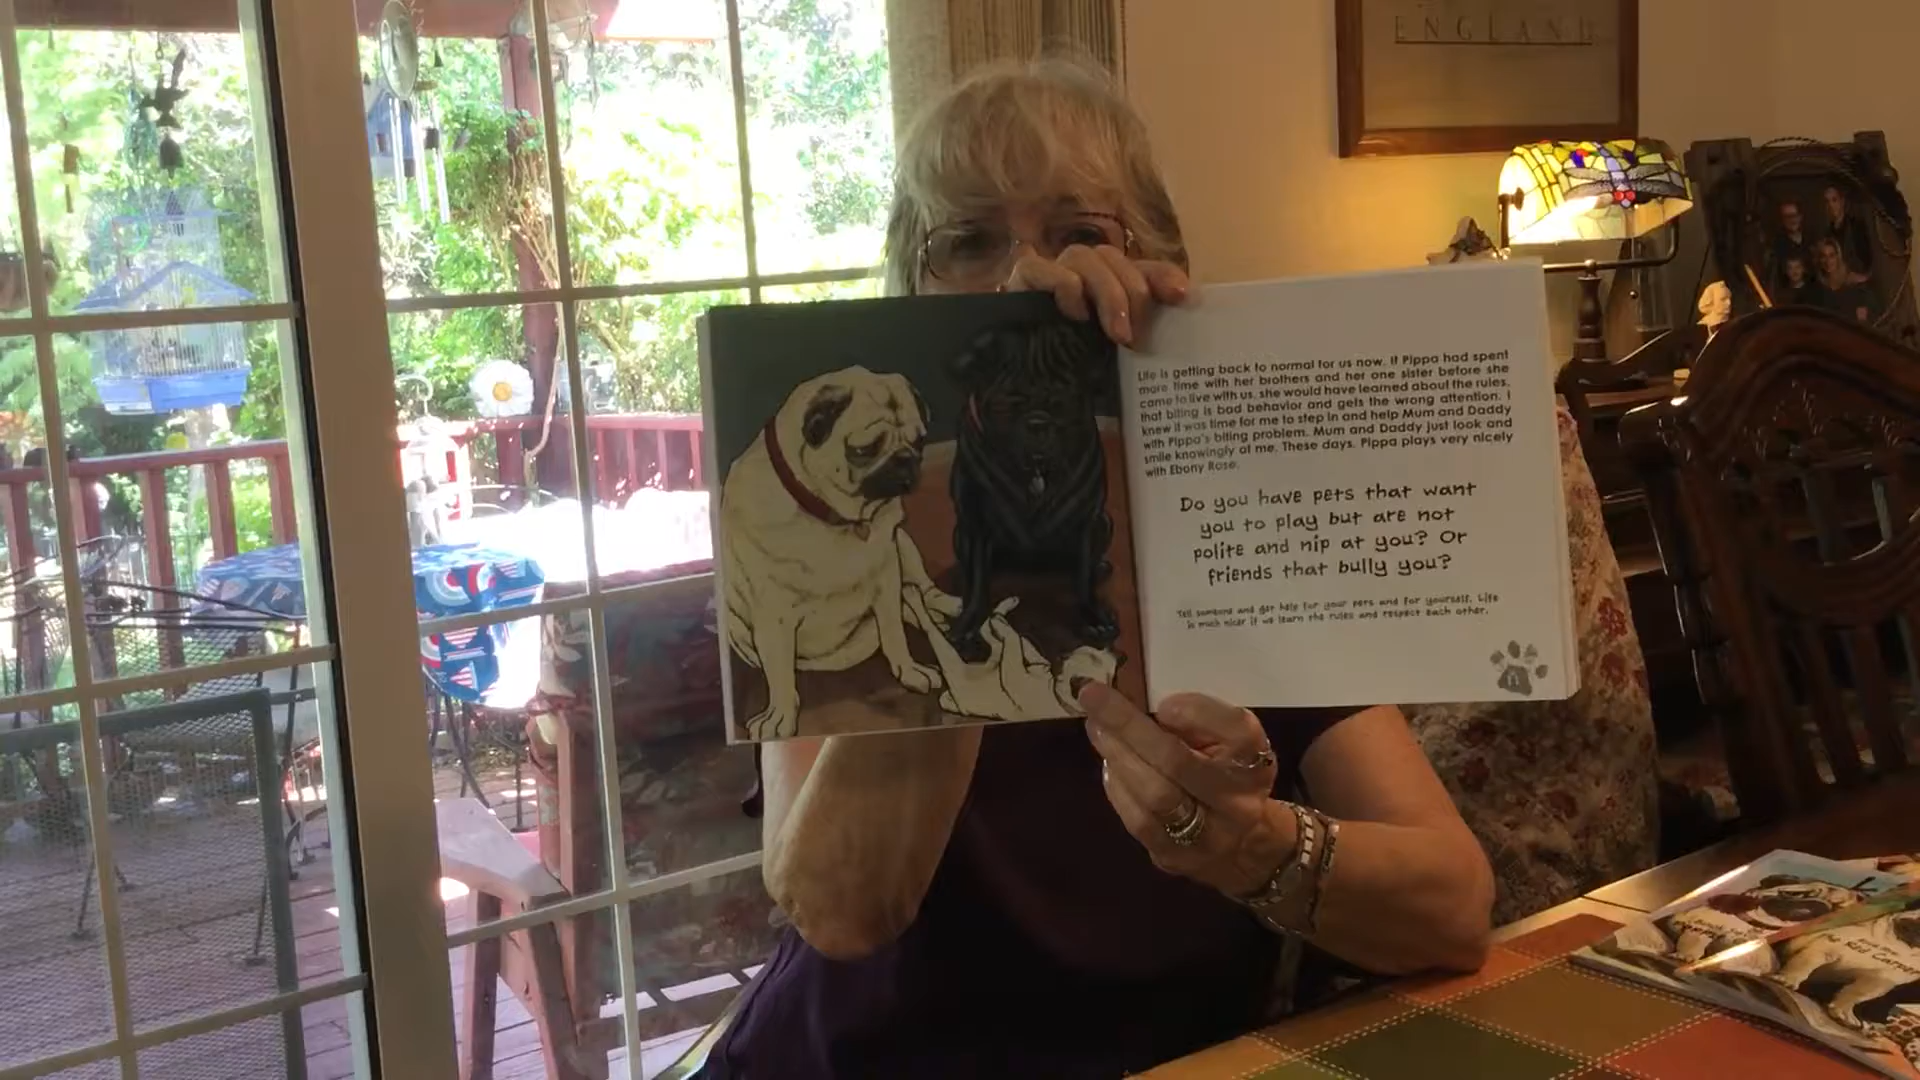 ENGLAND
Life is getting back to normal for us now. If Pippa had spent
more time with her brothers and her one sister before she
came to live with us, she would have learned about the rules,
that biting is bad behavior and gets the wrong attention. I
knew it was time for me to step in and help Mum and Daddy
with Pippa's biting problem. Mum and Daddy just look and
smile knowingly at me. These days, Pippa plays very nicely
with Ebony Rose.
Do you have pets that want
you to play but are not
polite and nip at you? Or
friends that bully you?
Tell someone and get help for your pets and for yourself. Life
is much nicer if we learn the rules and respect each other.
The Red Carpet